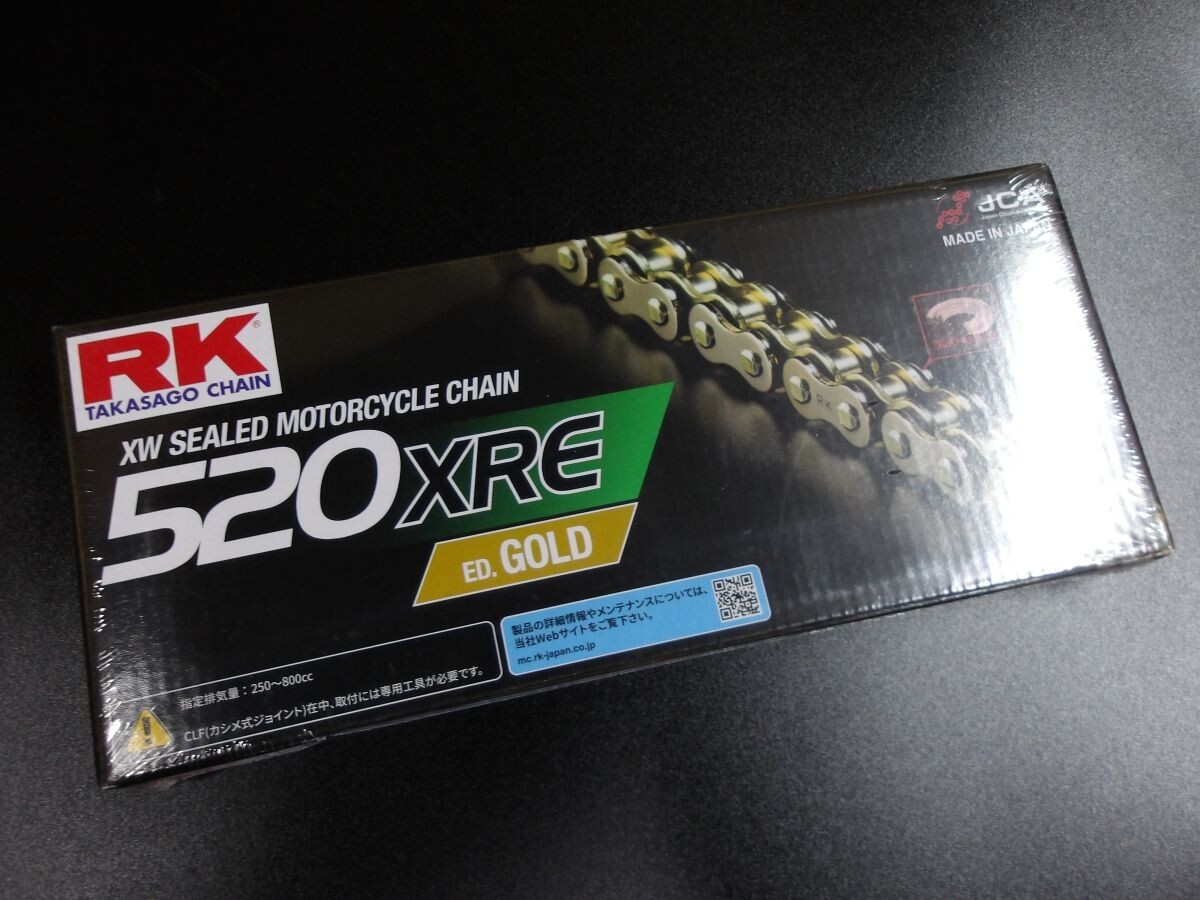 JCA
Japan Chain
MADE IN JAPAN
RK®
TAKASAGO CHAIN
XW SEALED MOTORCYCLE CHAIN
520XRE
ED. GOLD
RK
製品の詳細情報やメンテナンスについては、
当社Webサイトをご覧下さい。
mc.rk-japan.co.jp
指定排気量：250～800cc
CLF(カシメ式ジョイント)在中、取付には専用工具が必要です。